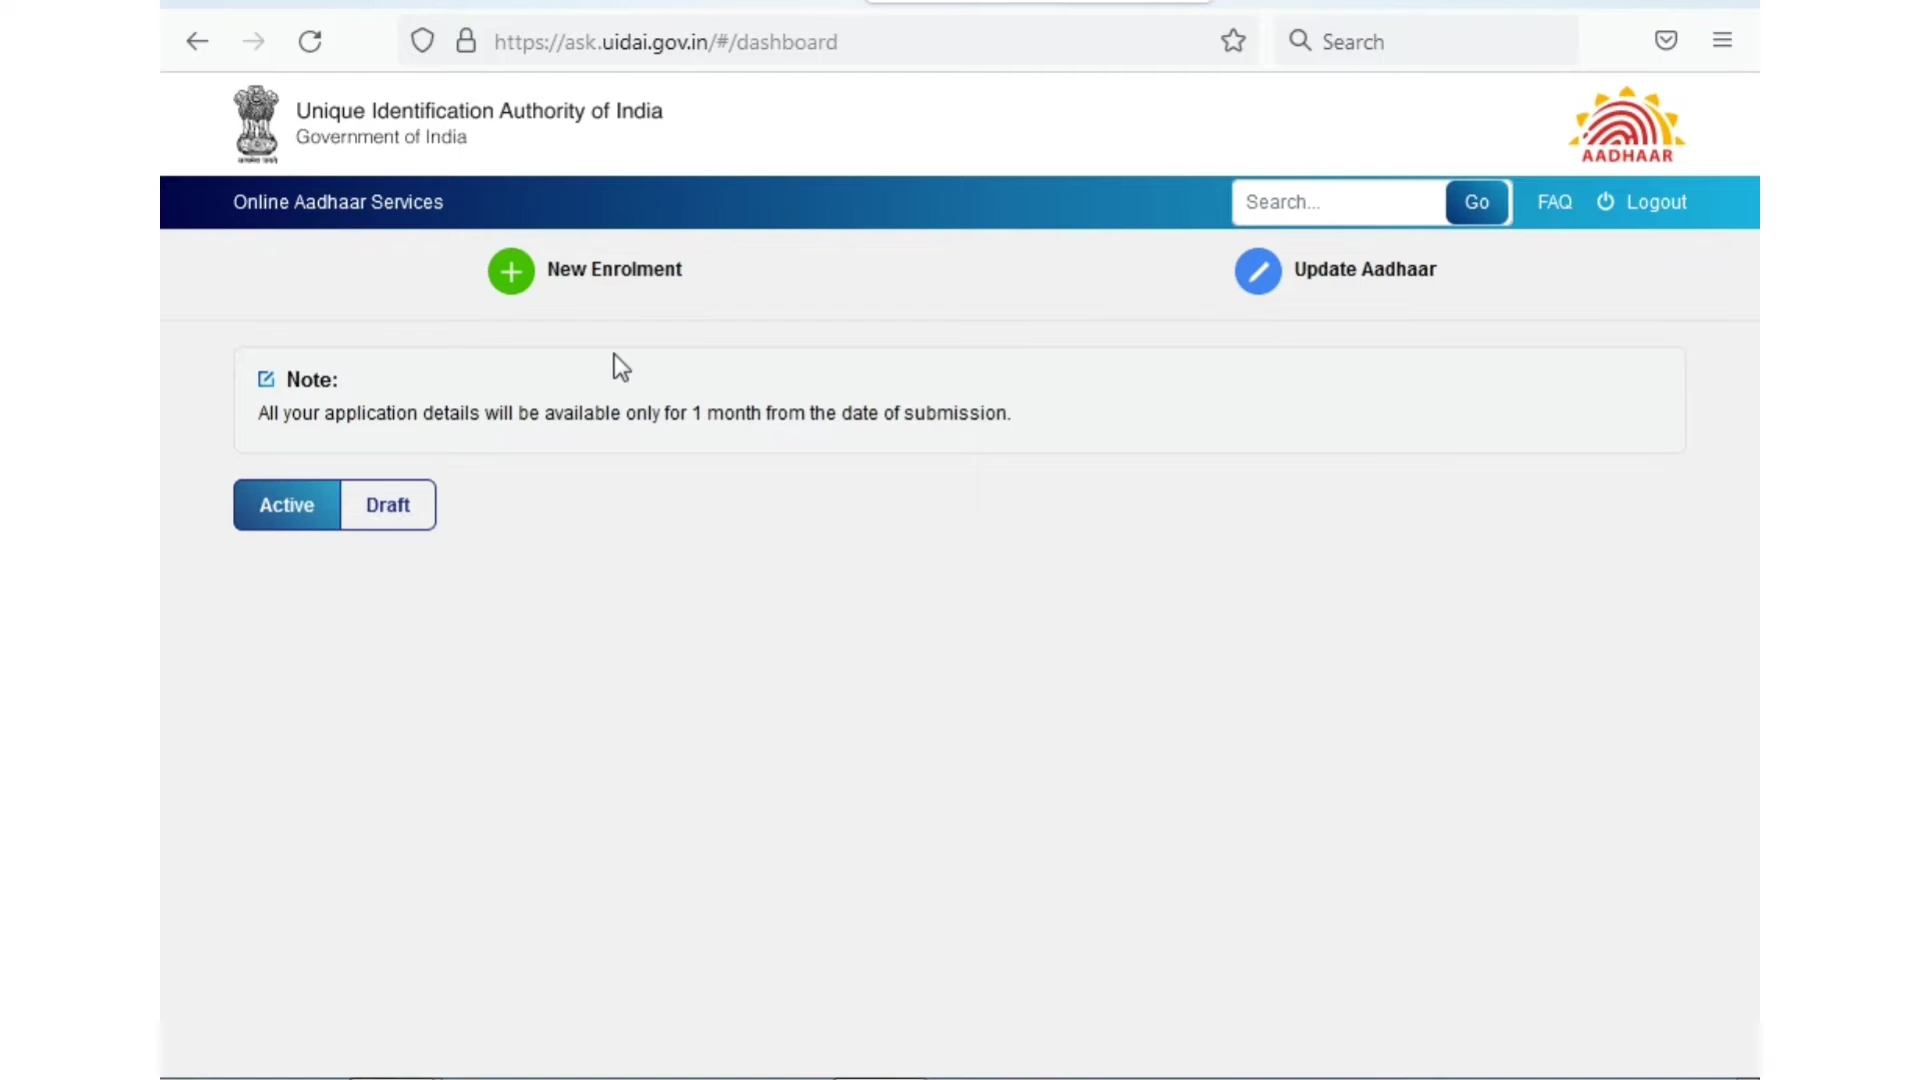 https://ask.uidai.gov.in/#/dashboard
Search
Unique Identification Authority of India
Government of India
AADHAAR
Online Aadhaar Services
Search...
Go
FAQ
Logout
New Enrolment
Update Aadhaar
Note:
All your application details will be available only for 1 month from the date of submission.
Active
Draft